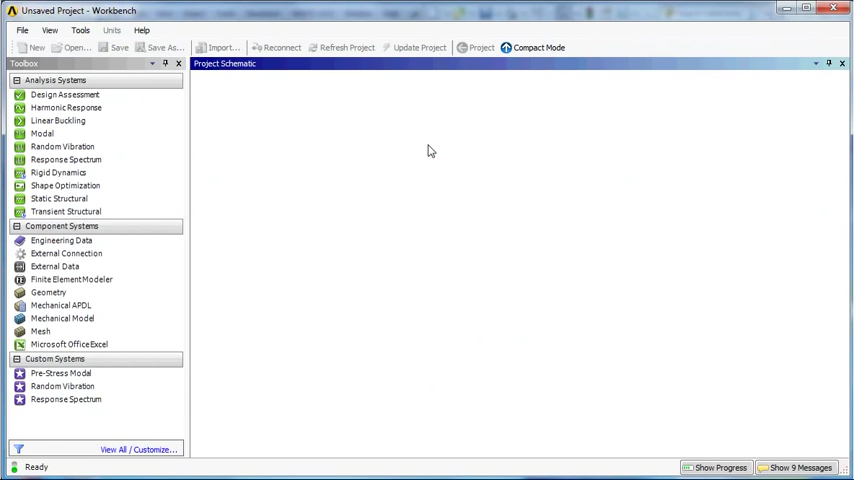 Unsaved Project - Workbench
File View Tools Units Help
New Open... Save Save As... Import... Reconnect Refresh Project Update Project Project Compact Mode
Toolbox
Project Schematic
Analysis Systems
Design Assessment
Harmonic Response
Linear Buckling
Modal
Random Vibration
Response Spectrum
Rigid Dynamics
Shape Optimization
Static Structural
Transient Structural
Component Systems
Engineering Data
External Connection
External Data
Finite Element Modeler
Geometry
Mechanical APDL
Mechanical Model
Mesh
Microsoft Office Excel
Custom Systems
Pre-Stress Modal
Random Vibration
Response Spectrum
View All / Customize...
Ready
Show Progress Show 9 Messages